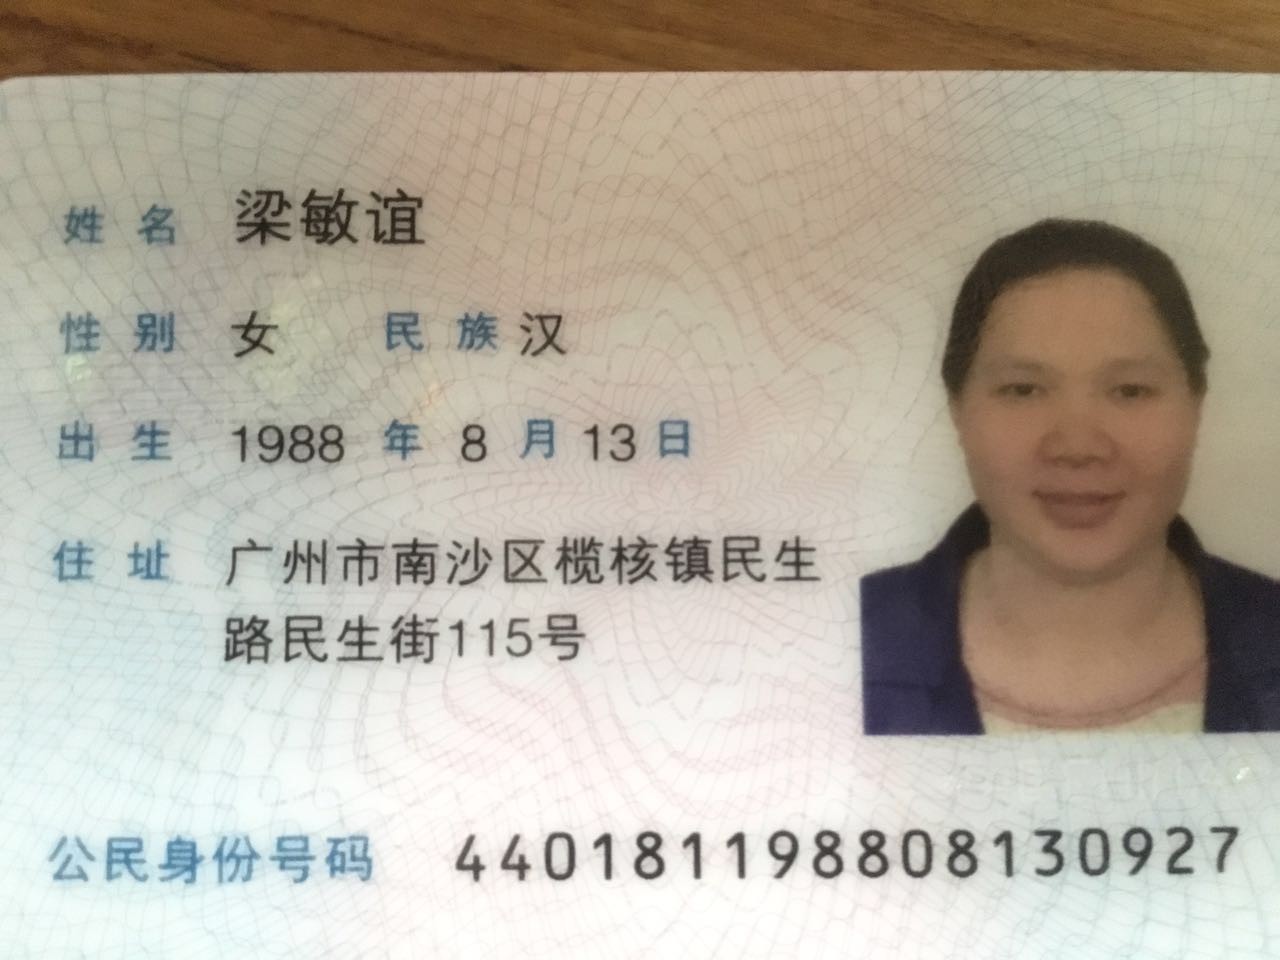 姓名 梁敏谊
性别 女 民族 汉
出生 1988 年 8 月 13 日
住址 广州市南沙区榄核镇民生
路民生街115号
公民身份号码 440181198808130927